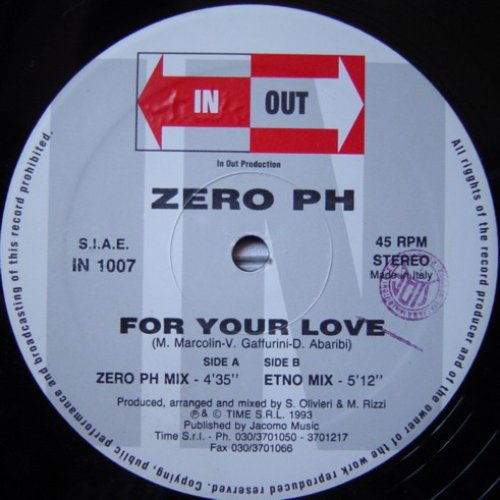 IN OUT
In Out Production
ZERO PH
S.I.A.E.
IN 1007
45 RPM
STEREO
Made in Italy
FOR YOUR LOVE
(M. Marcolin-V. Gaffurini-D. Abaribi)
SIDE A
ZERO PH MIX - 4'35''
SIDE B
ETNO MIX - 5'12''
Produced, arranged and mixed by S. Olivieri & M. Rizzi
℗ & © TIME S.R.L. 1993
Published by Jacomo Music
Time S.r.l. - Ph. 030/3701050 - 3701217
Fax 030/3701066
All rigghts of the record producer and of the owner of the work reproduced reserved. Copying, public performance and broadcasting of this record prohibited.
IN